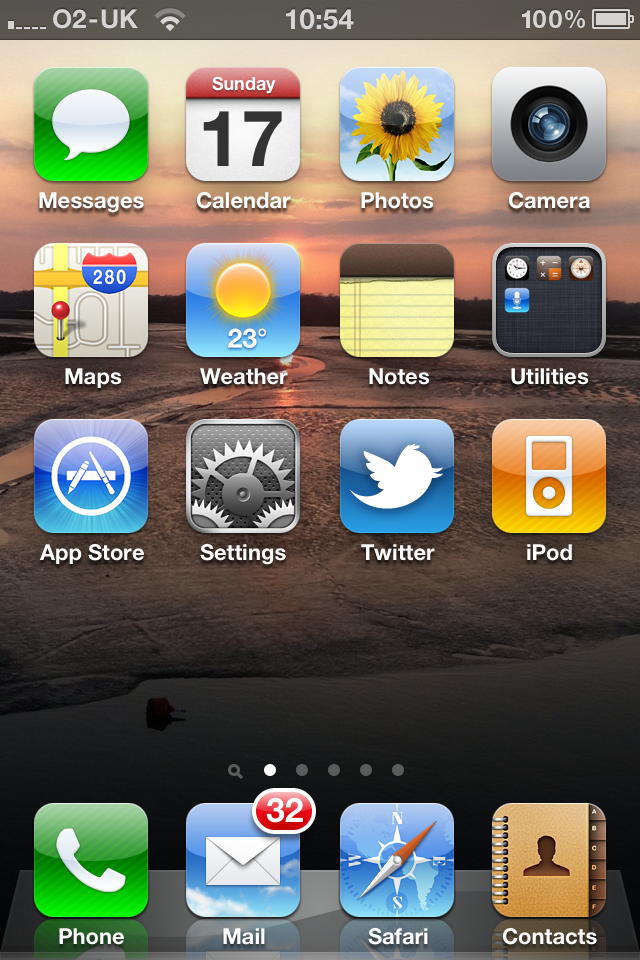 O2-UK 10:54 100%
Sunday
17
Messages Calendar Photos Camera
280
23°
Maps Weather Notes Utilities
App Store Settings Twitter iPod
32
N
S
A
B
C
D
E
F
Phone Mail Safari Contacts